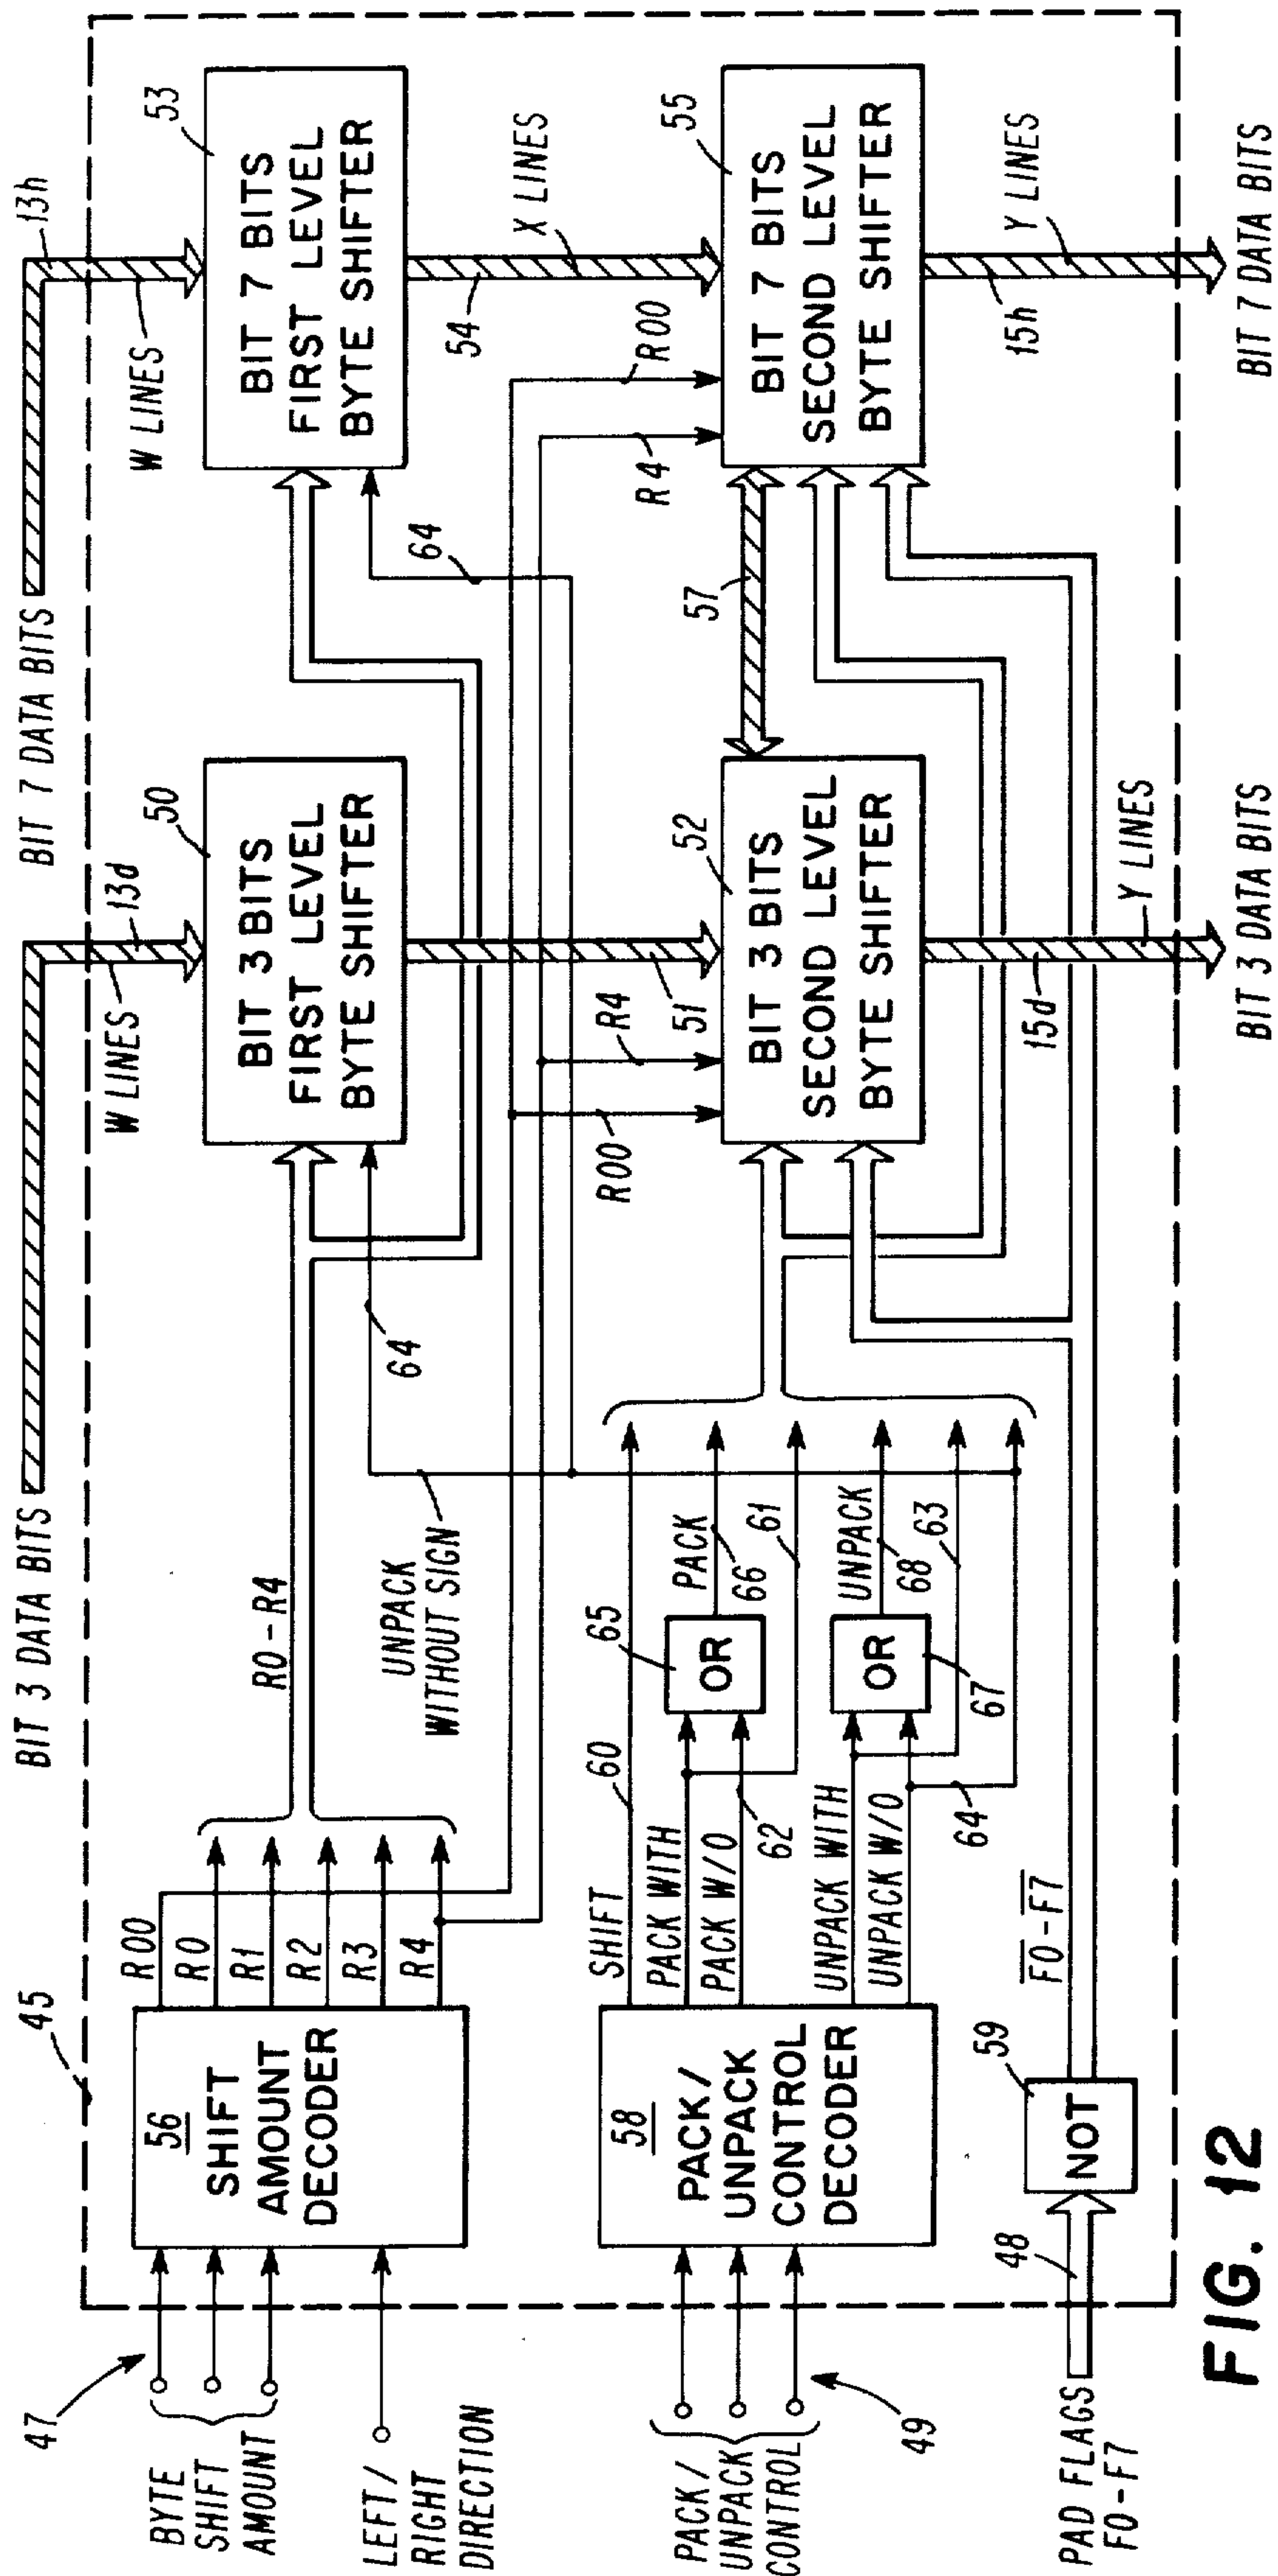 BIT 3 DATA BITS
BIT 7 DATA BITS
W LINES
13d
W LINES
13h
45
47
BYTE
SHIFT
AMOUNT
LEFT/
RIGHT
DIRECTION
56
SHIFT
AMOUNT
DECODER
R00
R0
R1
R2
R3
R4
R0-R4
50
BIT 3 BITS
FIRST LEVEL
BYTE SHIFTER
53
BIT 7 BITS
FIRST LEVEL
BYTE SHIFTER
64
64
UNPACK
WITHOUT SIGN
51
R4
R00
54
X LINES
R00
R4
PACK/
UNPACK
CONTROL
49
58
PACK/
UNPACK
CONTROL
DECODER
SHIFT
60
PACK WITH
PACK W/O
62
65
OR
PACK
66
61
UNPACK WITH
UNPACK W/O
64
OR
67
UNPACK
68
63
52
BIT 3 BITS
SECOND LEVEL
BYTE SHIFTER
57
55
BIT 7 BITS
SECOND LEVEL
BYTE SHIFTER
PAD FLAGS
F0-F7
48
59
NOT
F0-F7
15d
Y LINES
15h
Y LINES
BIT 3 DATA BITS
BIT 7 DATA BITS
FIG. 12